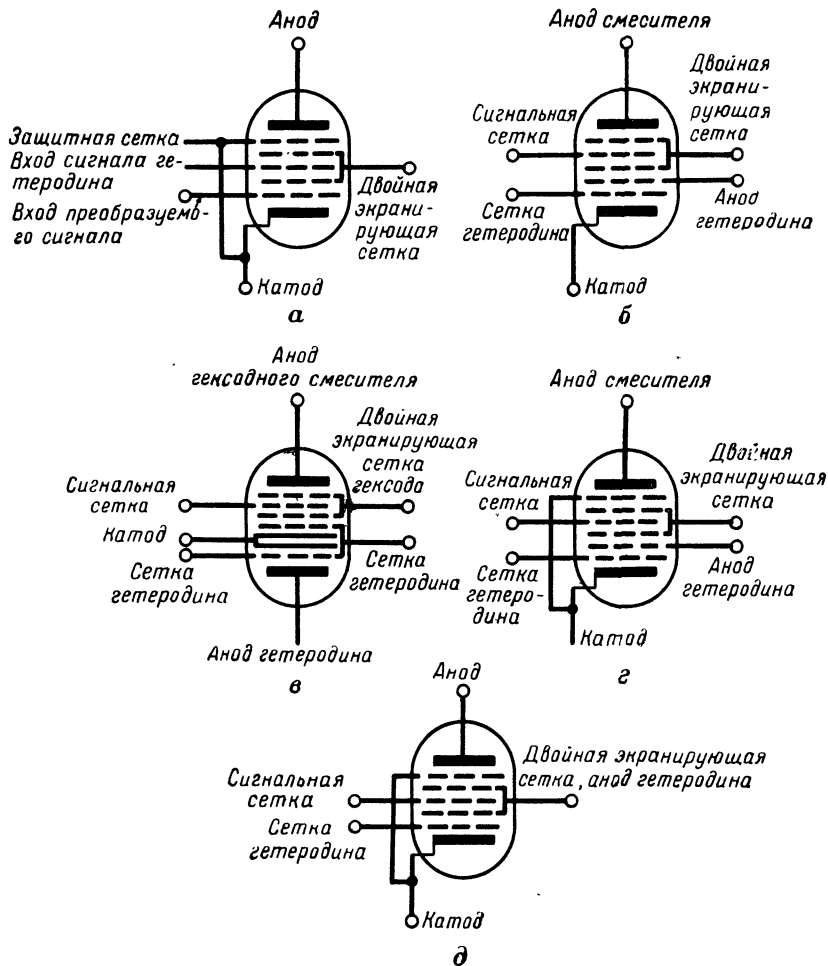 Анод
Защитная сетка
Вход сигнала ге-
теродина
Вход преобразуемо-
го сигнала
Двойная
экрани-
рующая
сетка
Катод
а
Анод смесителя
Сигнальная
сетка
Двойная
экрани-
рующая
сетка
Сетка
гетеродина
Анод
гетеродина
Катод
б
Анод
гексодного смесителя
Двойная
экранирующая
сетка
гексода
Сигнальная
сетка
Катод
Сетка
гетеродина
Сетка
гетеродина
Анод гетеродина
в
Анод смесителя
Сигнальная
сетка
Двойная
экранирующая
сетка
Сетка
гетеро-
дина
Анод
гетеродина
Катод
г
Анод
Сигнальная
сетка
Двойная экранирующая
сетка, анод гетеродина
Сетка
гетеродина
Катод
д